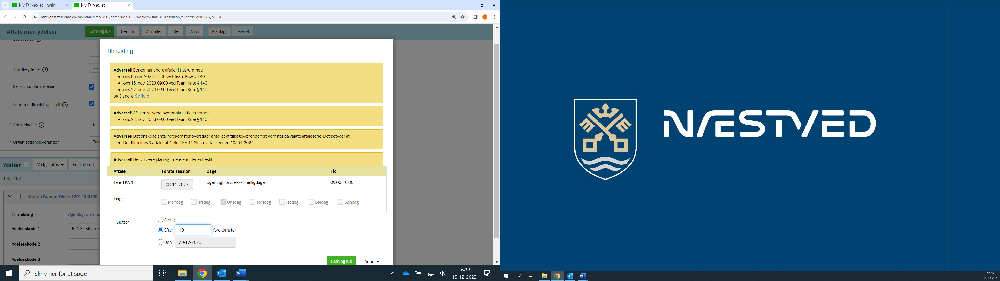 KMD Nexus Login
KMD Nexus
nastved.nexus.kmd.dk/calendar/filter/6816/date/2023-12-18/days/5/status/-/resource//event/PLANNING_MODE
K
Aftale med ydelser
Gem og luk
Gem nu
Annullér
Slet
Aflys
Planlagt
Leveret
Beskrivelse ?
Tilladte ydelser ?
Tele-T
Send sms-påmindelse
Løbende tilmelding tilladt ?
* Antal pladser ?
8
* Organisationsleverandør
Tear
Ydelser
Vælg status
Fold alle ud
Tele-TKA
Kirsten Cramer Olsen 170140-0190
Tilmelding
Ugentligt om ons
Ydelseskode 1
BLNA - Biomeka
Ydelseskode 2
Ydelseskode 3
Tilmelding
Advarsel! Borger har andre aftaler i tidsrummet:
• ons 8. nov. 2023 09:00 ved Team Knæ § 140
• ons 15. nov. 2023 09:00 ved Team Knæ § 140
• ons 22. nov. 2023 09:00 ved Team Knæ § 140
og 3 andre. Se flere
Advarsel! Aftalen vil være overbooket i tidsrummet:
• ons 22. nov. 2023 09:00 ved Team Knæ § 140
Advarsel! Det ønskede antal forekomster overstiger antallet af tilbageværende forekomster på valgte aftaleserie. Det betyder at:
• Der tilmeldes 9 aftaler af "Tele-TKA 1". Sidste aftale er den 10/01-2024
Advarsel! Der vil være planlagt mere end der er bestilt
Aftale Første session Dage Tid
Tele-TKA 1 08-11-2023 Ugentligt, ons, ekskl. helligdage 09:00-10:00
Dage Mandag Tirsdag Onsdag Torsdag Fredag Lørdag Søndag
Slutter
Aldrig
Efter 10 forekomster
Den 20-12-2023
Gem og luk
Annullér
Skriv her for at søge
16:32
15-12-2023
NÆSTVED
16:32
15-12-2023